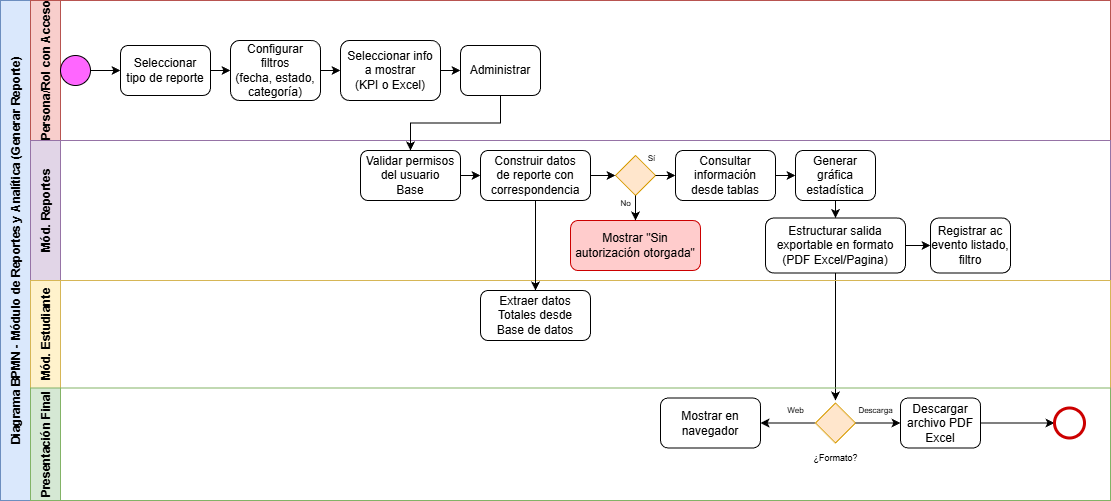 Diagrama BPMN - Módulo de Reportes y Analítica (Generar Reporte)
Persona/Rol con Acceso
Seleccionar
tipo de reporte
Configurar
filtros
(fecha, estado,
categoría)
Seleccionar info
a mostrar
(KPI o Excel)
Administrar
Mód. Reportes
Validar permisos
del usuario
Base
Construir datos
de reporte con
correspondencia
Sí
No
Consultar
información
desde tablas
Generar
gráfica
estadística
Mostrar "Sin
autorización otorgada"
Estructurar salida
exportable en formato
(PDF Excel/Pagina)
Registrar ac
evento listado,
filtro
Mód. Estudiante
Extraer datos
Totales desde
Base de datos
Presentación Final
Mostrar en
navegador
Web
Descarga
¿Formato?
Descargar
archivo PDF
Excel